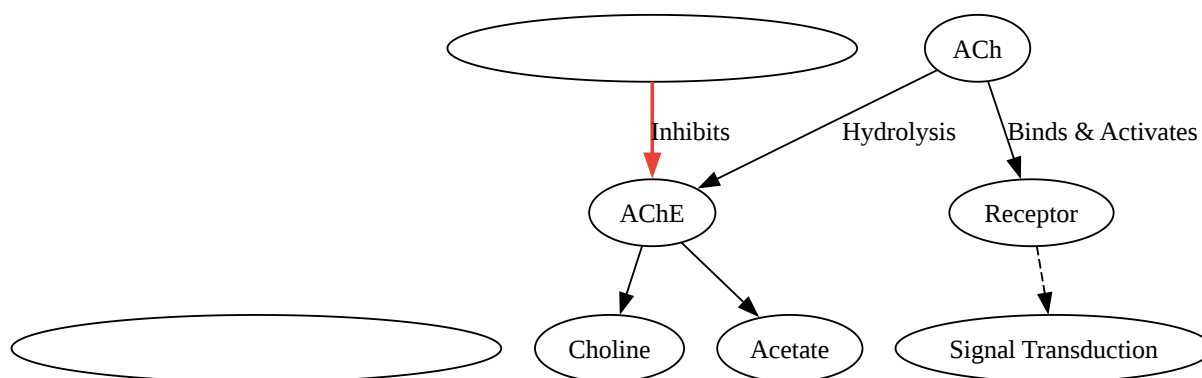 ACh
Inhibits
Hydrolysis
Binds & Activates
AChE
Receptor
Choline
Acetate
Signal Transduction